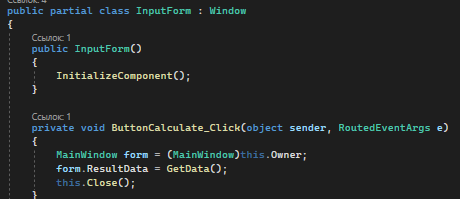 Ссылок: 4
public partial class InputForm : Window
{
Ссылок: 1
public InputForm()
{
InitializeComponent();
}
Ссылок: 1
private void ButtonCalculate_Click(object sender, RoutedEventArgs e)
{
MainWindow form = (MainWindow)this.Owner;
form.ResultData = GetData();
this.Close();
}